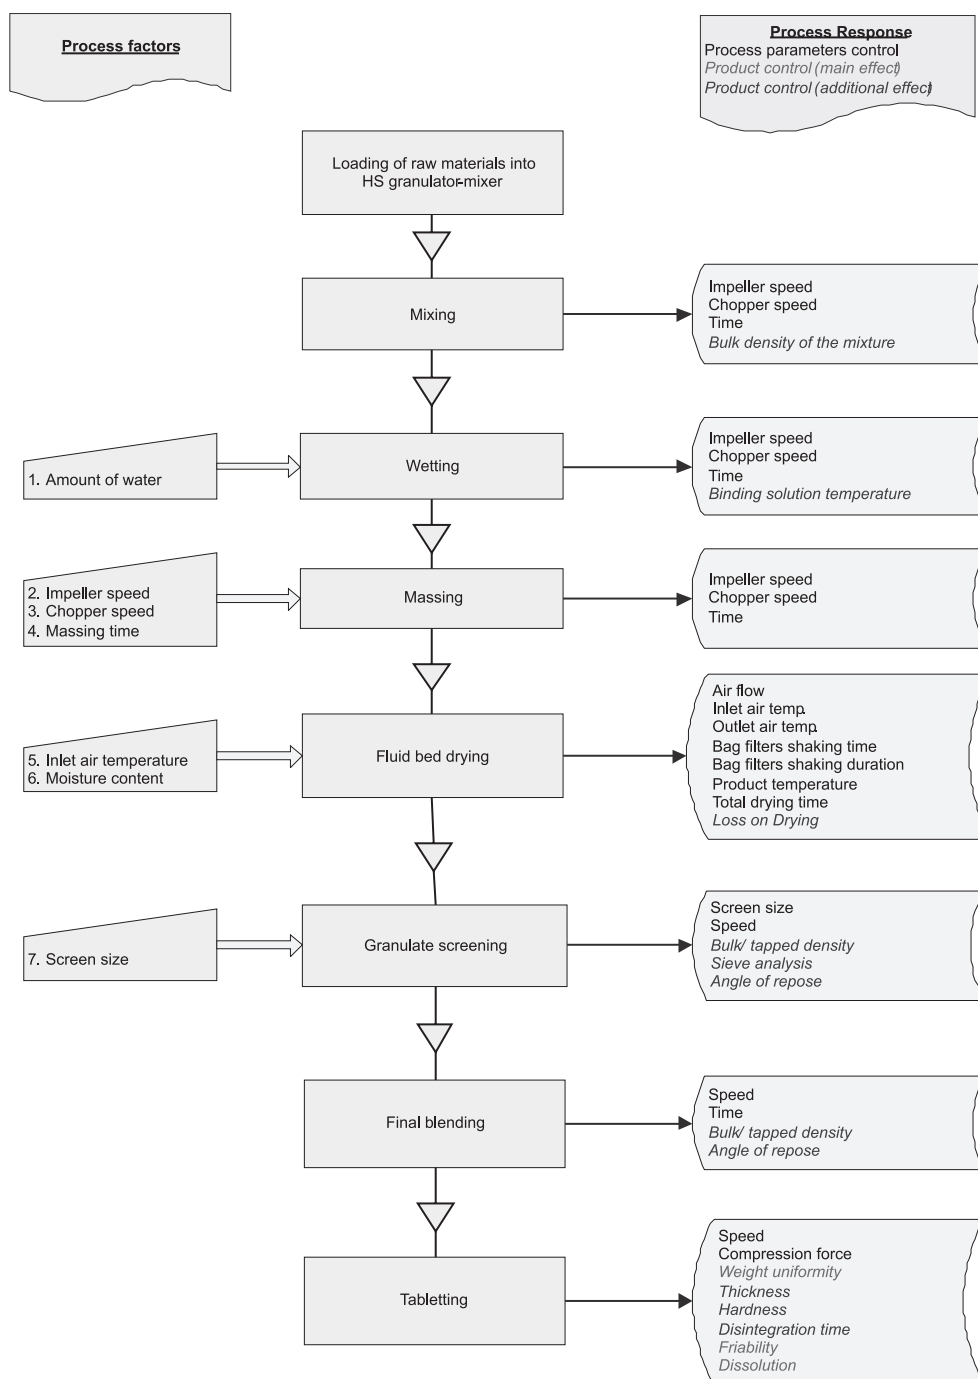 Process factors
Process Response
Process parameters control
Product control (main effect)
Product control (additional effect)
Loading of raw materials into
HS granulator-mixer
Mixing
Impeller speed
Chopper speed
Time
Bulk density of the mixture
1. Amount of water
Wetting
Impeller speed
Chopper speed
Time
Binding solution temperature
2. Impeller speed
3. Chopper speed
4. Massing time
Massing
Impeller speed
Chopper speed
Time
5. Inlet air temperature
6. Moisture content
Fluid bed drying
Air flow
Inlet air temp.
Outlet air temp.
Bag filters shaking time
Bag filters shaking duration
Product temperature
Total drying time
Loss on Drying
7. Screen size
Granulate screening
Screen size
Speed
Bulk/ tapped density
Sieve analysis
Angle of repose
Final blending
Speed
Time
Bulk/ tapped density
Angle of repose
Tabletting
Speed
Compression force
Weight uniformity
Thickness
Hardness
Disintegration time
Friability
Dissolution